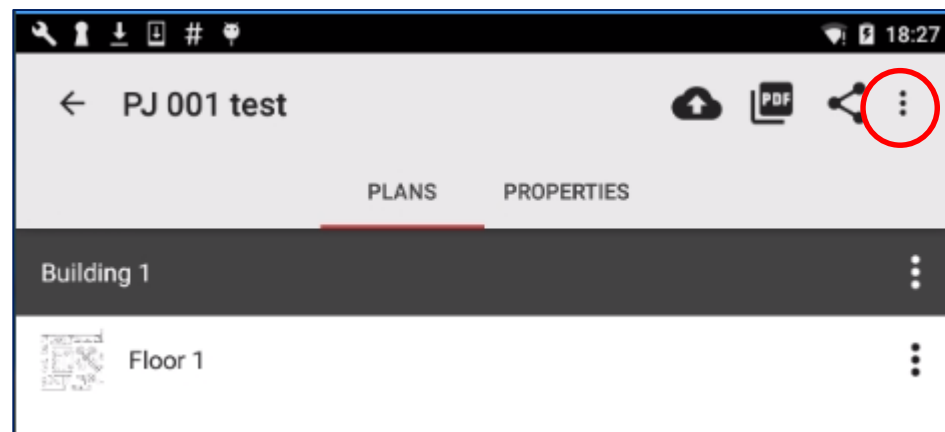 18:27
PJ 001 test
PDF
PLANS PROPERTIES
Building 1
Floor 1